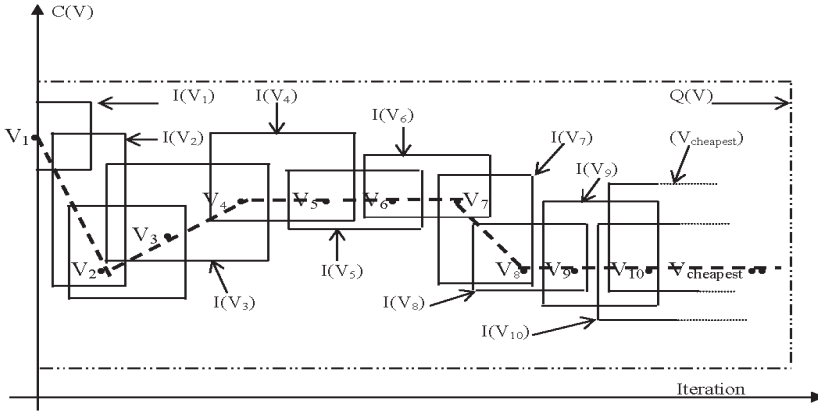 C(V)
I(V1)
I(V4)
Q(V)
I(V6)
V1
I(V2)
I(V7)
(Vcheapest)
I(V9)
V4
V5
V6
V7
V3
V2
V8
V9
V10
Vcheapest
I(V3)
I(V5)
I(V8)
I(V10)
Iteration